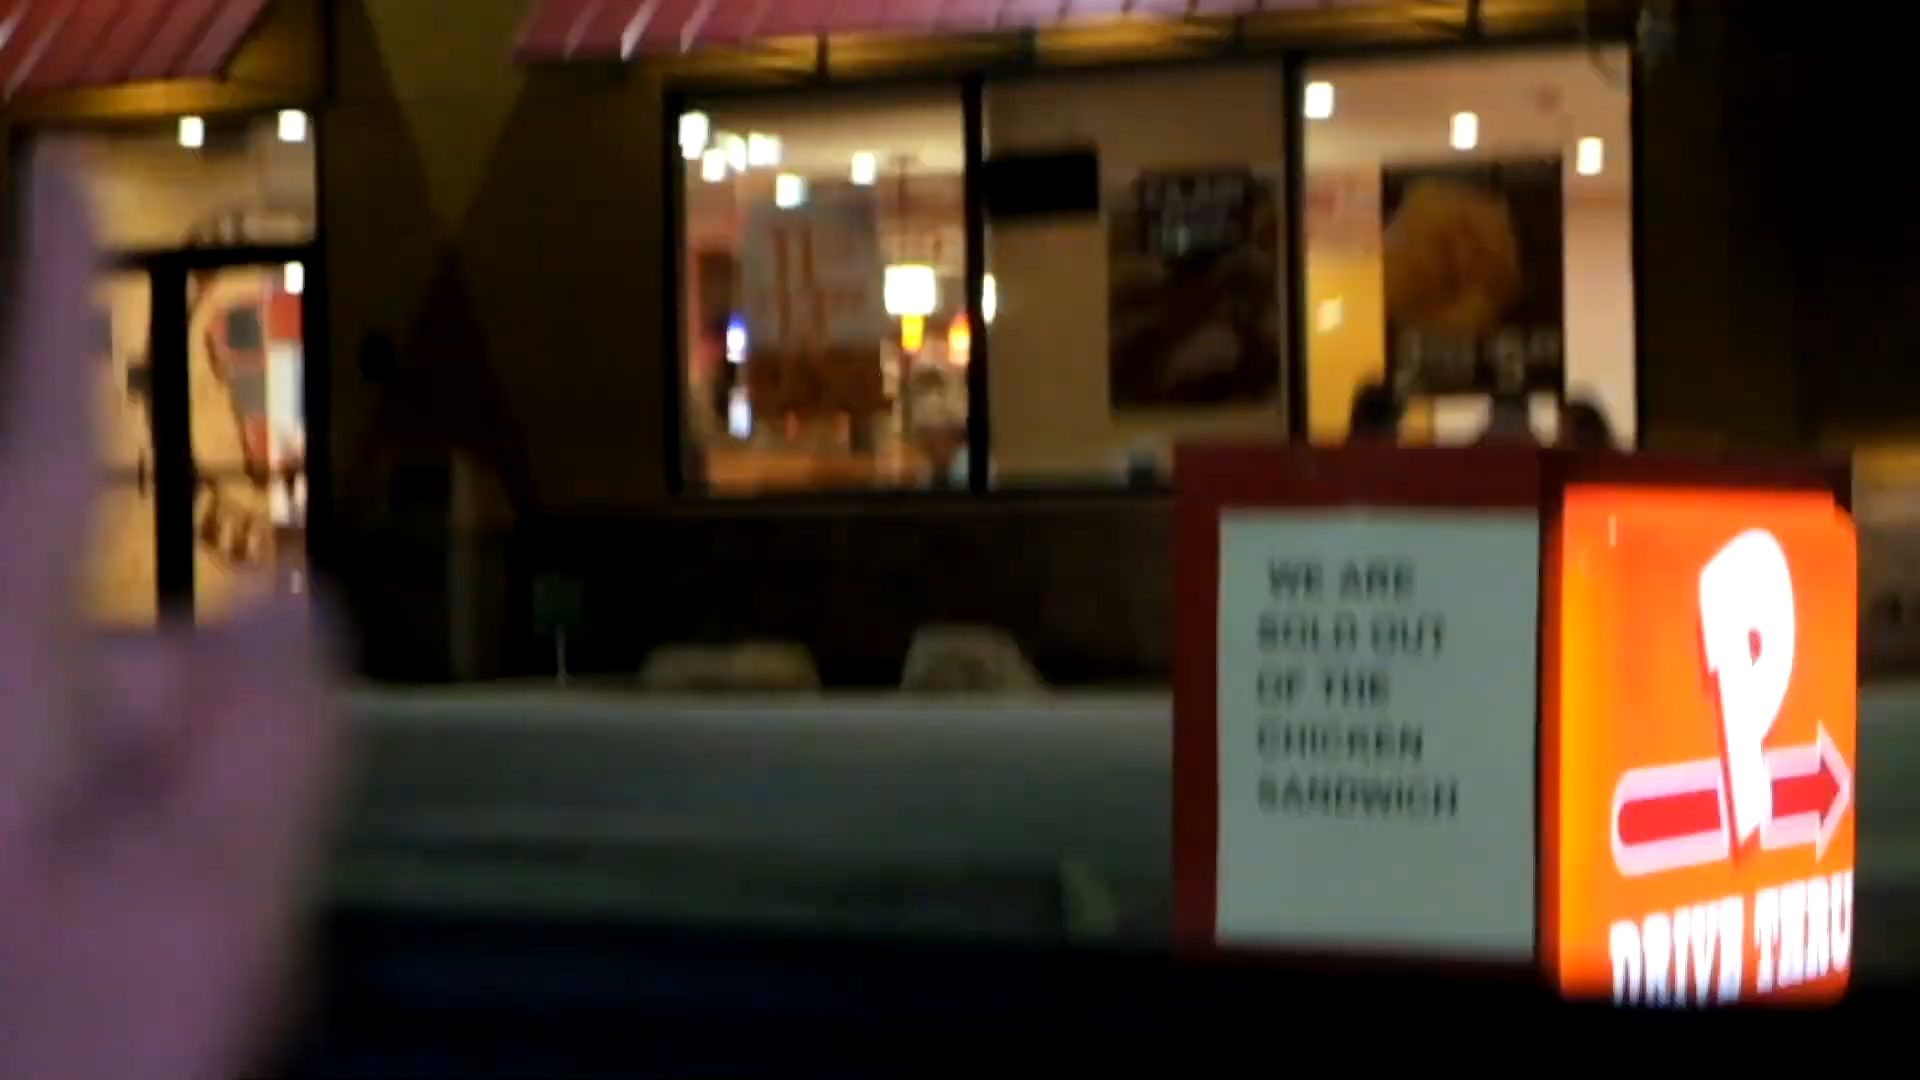 WE ARE
SOLD OUT
OF THE
CHICKEN
SANDWICH
P
DRIVE THRU